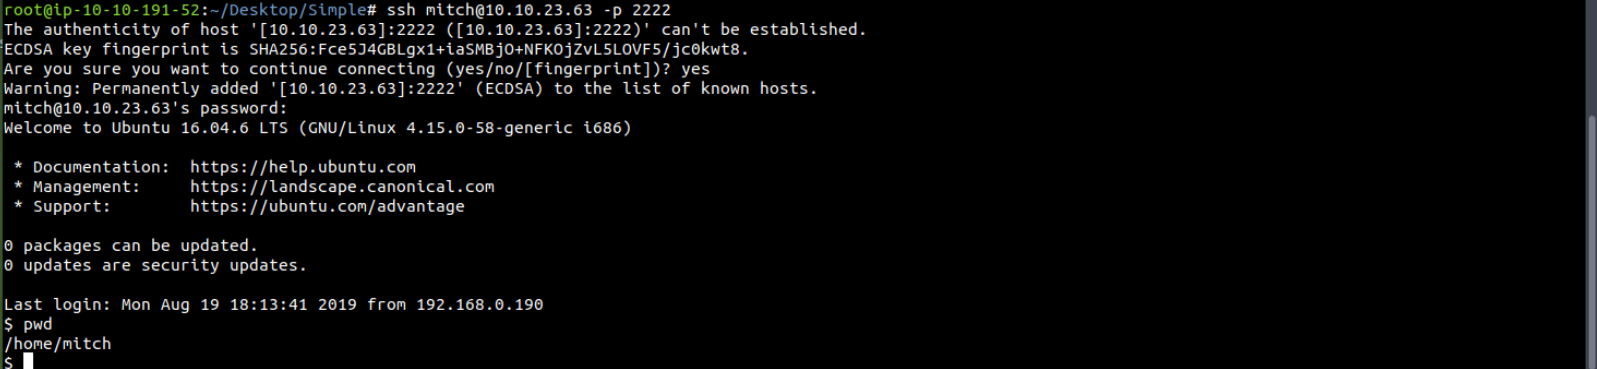 root@ip-10-10-191-52:~/Desktop/Simple# ssh mitch@10.10.23.63 -p 2222
The authenticity of host '[10.10.23.63]:2222 ([10.10.23.63]:2222)' can't be established.
ECDSA key fingerprint is SHA256:Fce5J4GBLgx1+iaSMBjO+NFKOjZvL5LOVF5/jc0kwt8.
Are you sure you want to continue connecting (yes/no/[fingerprint])? yes
Warning: Permanently added '[10.10.23.63]:2222' (ECDSA) to the list of known hosts.
mitch@10.10.23.63's password:
Welcome to Ubuntu 16.04.6 LTS (GNU/Linux 4.15.0-58-generic i686)
* Documentation:  https://help.ubuntu.com
* Management:     https://landscape.canonical.com
* Support:        https://ubuntu.com/advantage
0 packages can be updated.
0 updates are security updates.
Last login: Mon Aug 19 18:13:41 2019 from 192.168.0.190
$ pwd
/home/mitch
$